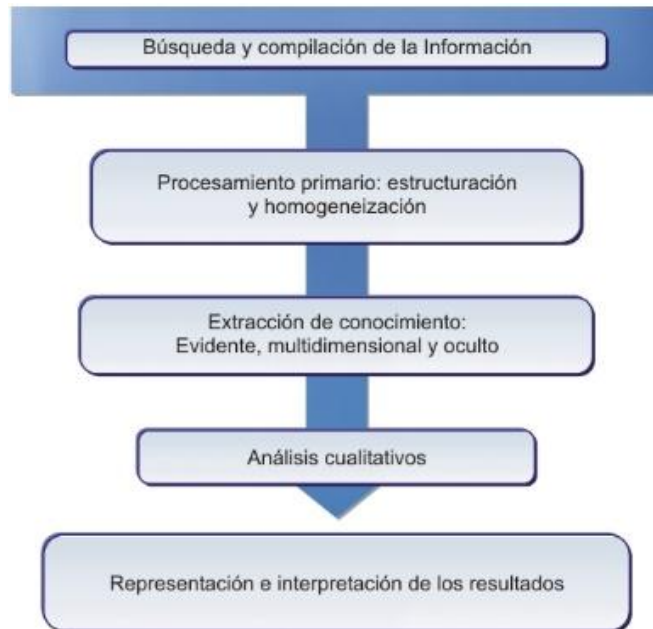 Búsqueda y compilación de la Información
Procesamiento primario: estructuración
y homogeneización
Extracción de conocimiento:
Evidente, multidimensional y oculto
Análisis cualitativos
Representación e interpretación de los resultados